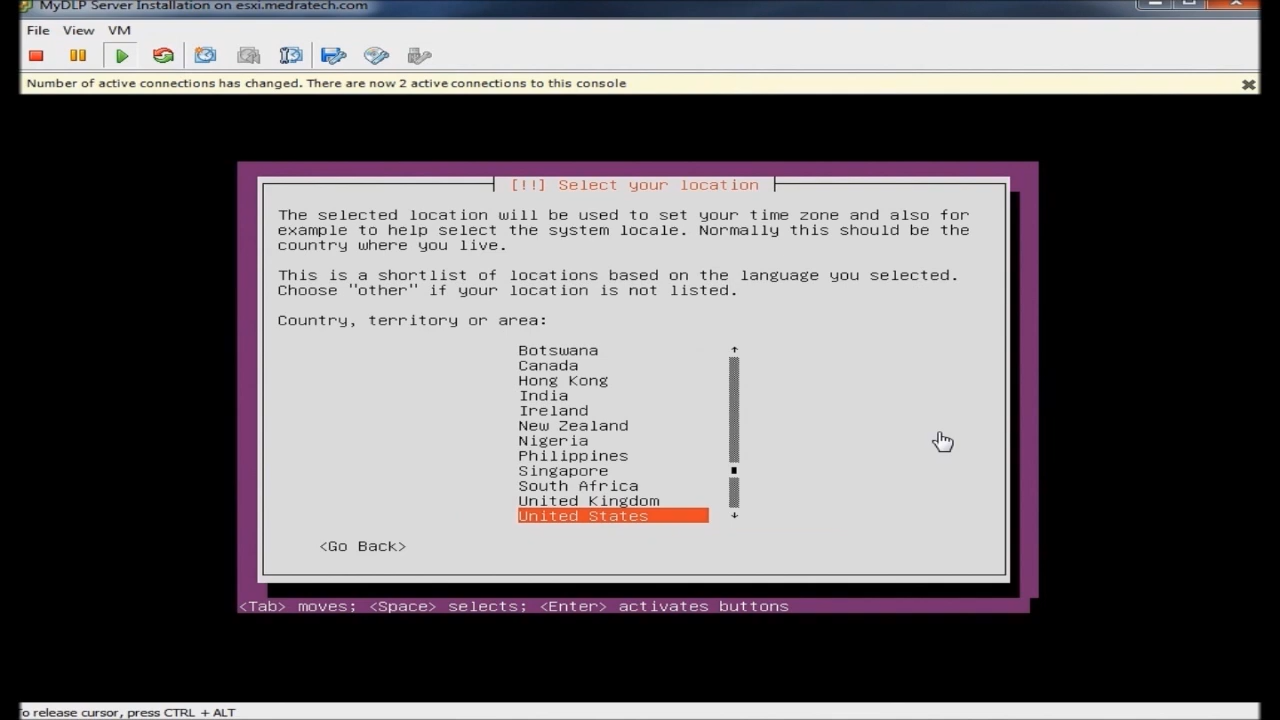 MyDLP Server Installation on esxi.medratech.com
File View VM
Number of active connections has changed. There are now 2 active connections to this console
[!!] Select your location
The selected location will be used to set your time zone and also for
example to help select the system locale. Normally this should be the
country where you live.
This is a shortlist of locations based on the language you selected.
Choose "other" if your location is not listed.
Country, territory or area:
Botswana
Canada
Hong Kong
India
Ireland
New Zealand
Nigeria
Philippines
Singapore
South Africa
United Kingdom
United States
<Go Back>
<Tab> moves; <Space> selects; <Enter> activates buttons
To release cursor, press CTRL + ALT